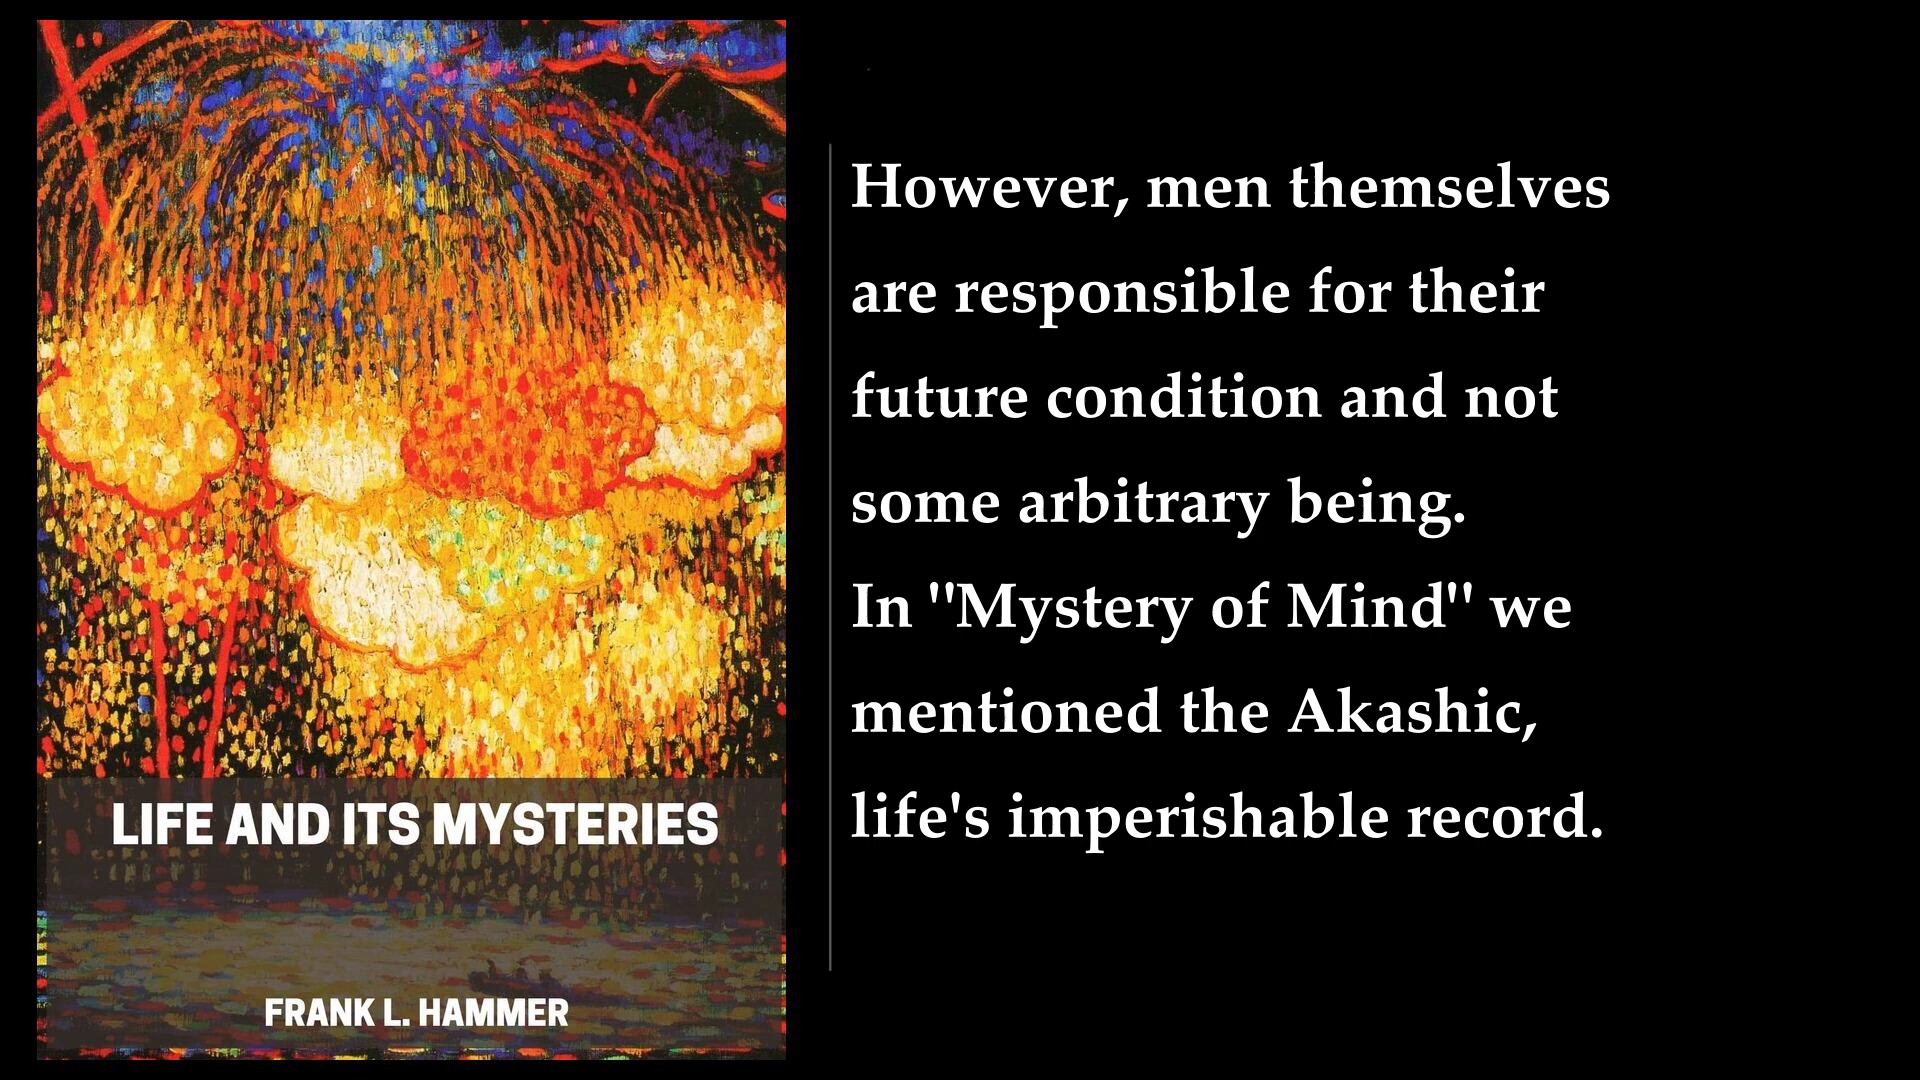 LIFE AND ITS MYSTERIES
FRANK L. HAMMER
However, men themselves
are responsible for their
future condition and not
some arbitrary being.
In "Mystery of Mind" we
mentioned the Akashic,
life's imperishable record.